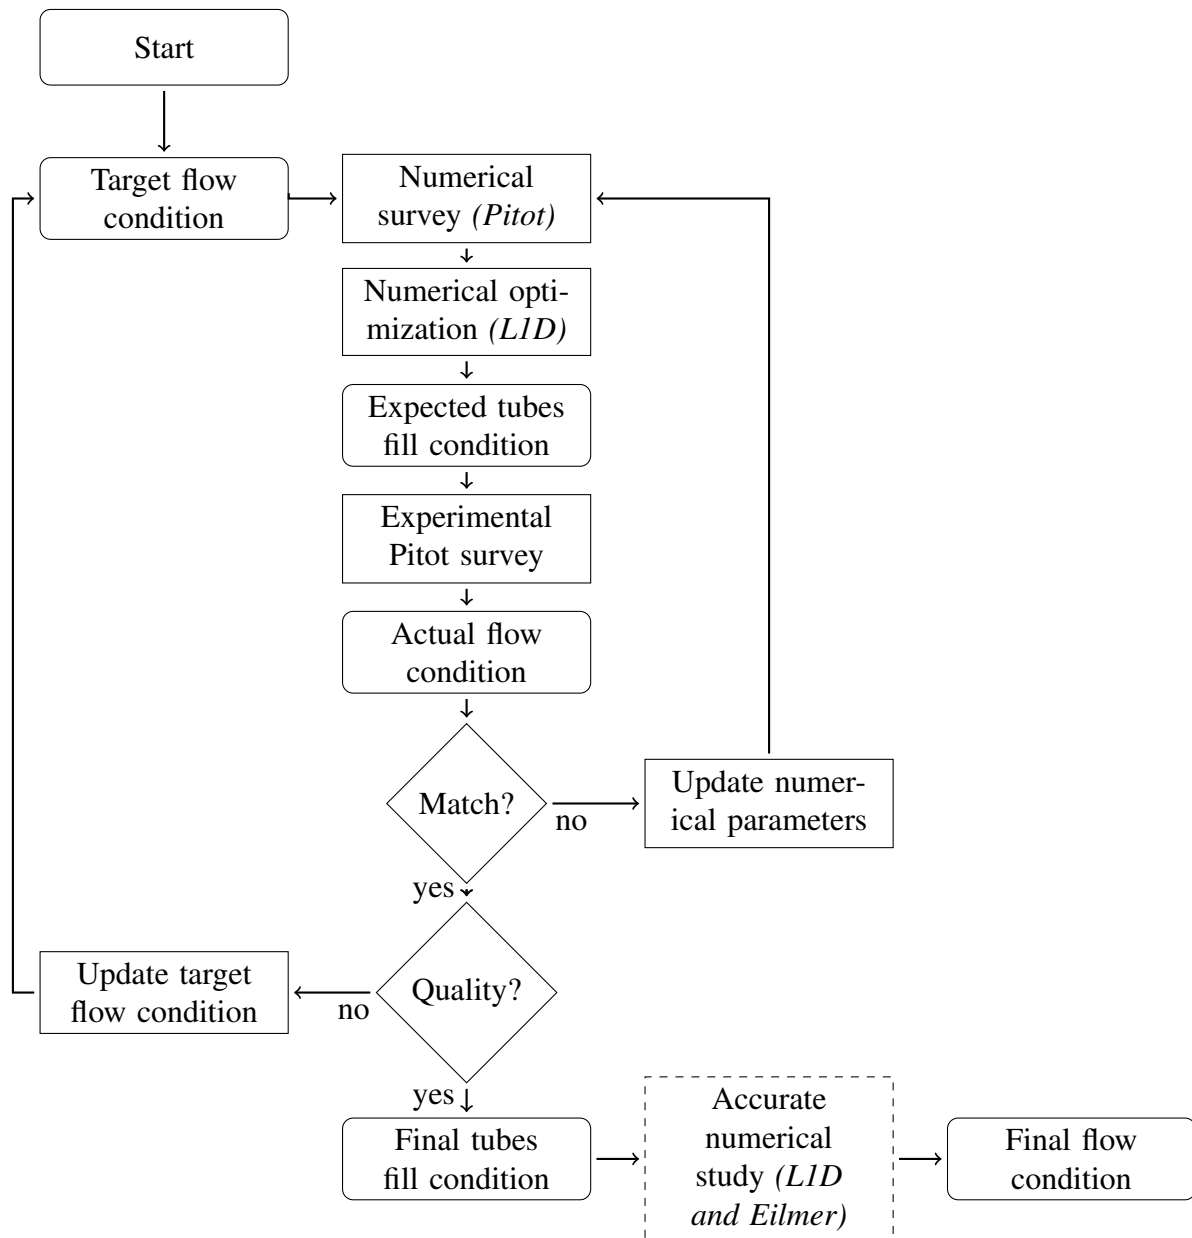 Start
Target flow
condition
Numerical
survey (Pitot)
Numerical opti-
mization (L1D)
Expected tubes
fill condition
Experimental
Pitot survey
Actual flow
condition
Match?
no
Update numer-
ical parameters
yes
Quality?
no
Update target
flow condition
yes
Final tubes
fill condition
Accurate
numerical
study (L1D
and Eilmer)
Final flow
condition